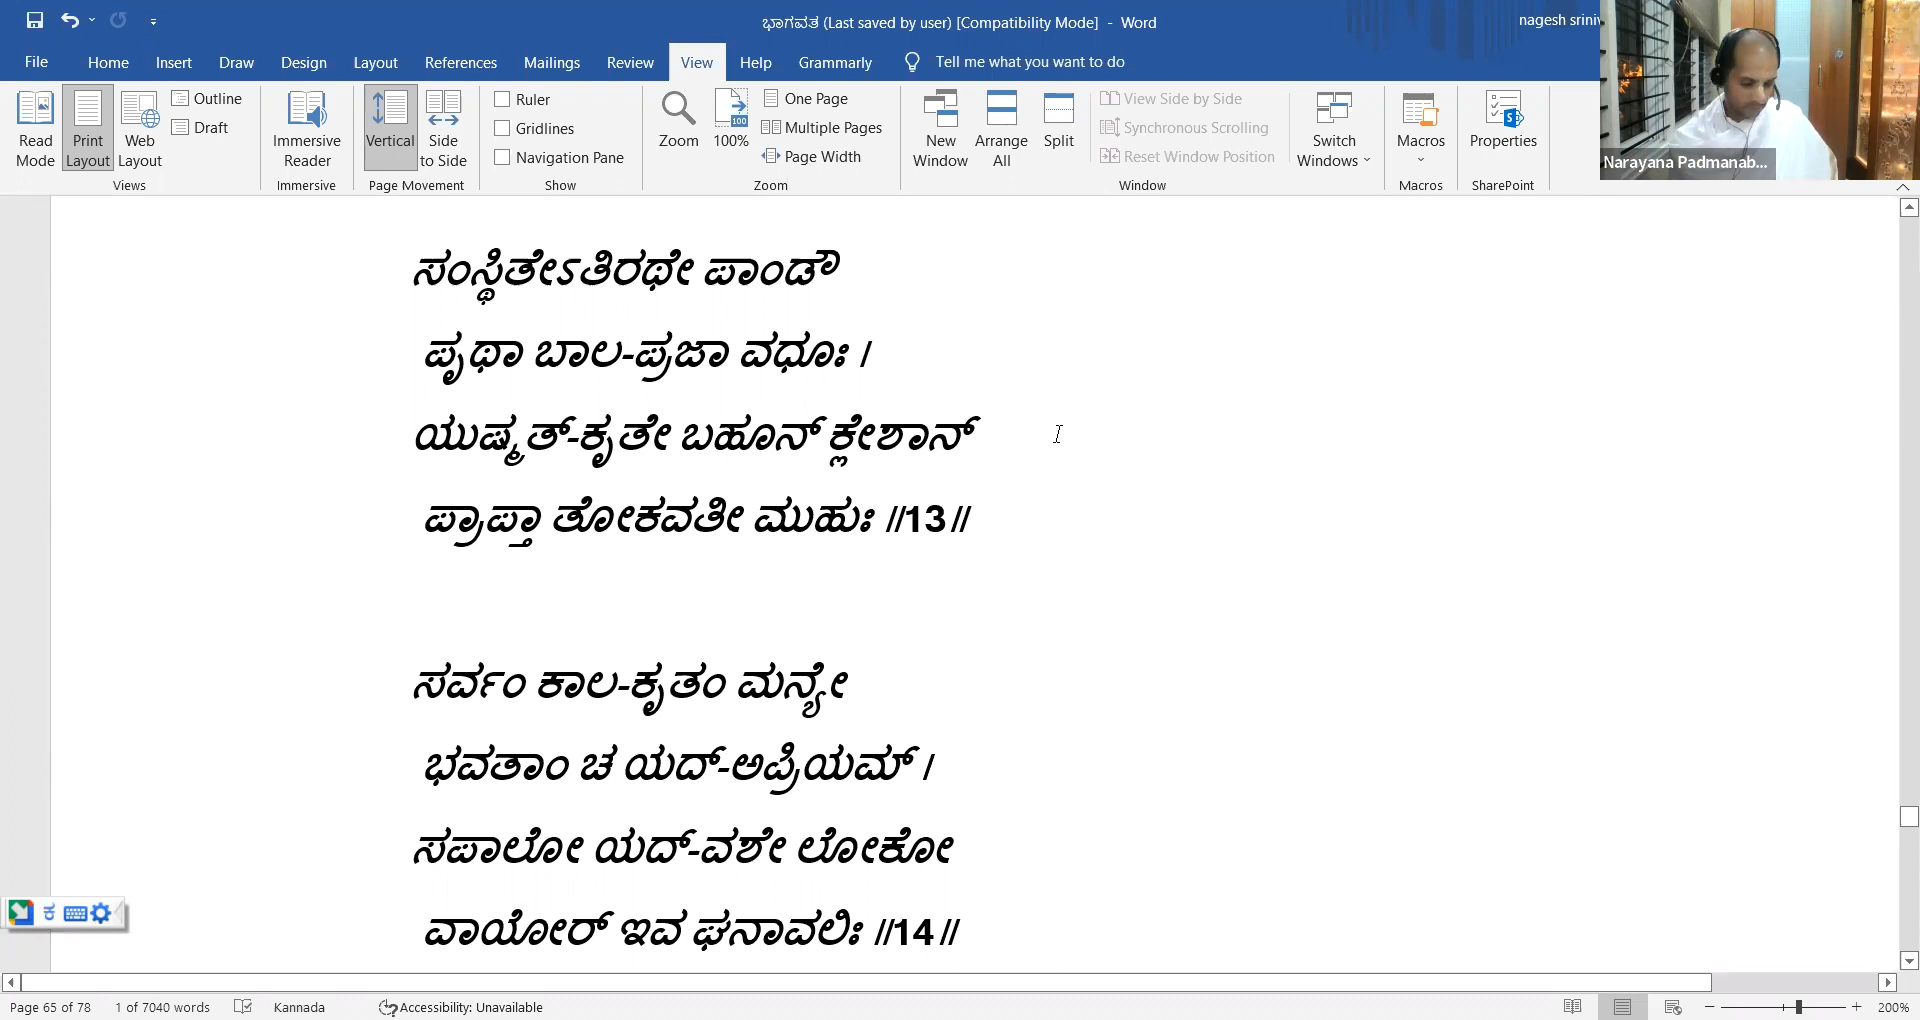 ಭಾಗವತ (Last saved by user) [Compatibility Mode] - Word
nagesh
File Home Insert Draw Design Layout References Mailings Review View Help Grammarly Tell me what you want to do
Read Mode
Print Layout
Web Layout
Outline
Draft
Views
Immersive Reader
Immersive
Vertical
Side to Side
Page Movement
Ruler
Gridlines
Navigation Pane
Show
Zoom
100
100%
One Page
Multiple Pages
Page Width
Zoom
New Window
Arrange All
Split
View Side by Side
Synchronous Scrolling
Reset Window Position
Switch Windows
Window
Macros
Macros
Properties
SharePoint
Narayana Padmanab...
ಸಂಸ್ಥಿತೇಽತಿರಥೇ ಪಾಂಡೌ
ಪೃಥಾ ಬಾಲ-ಪ್ರಜಾ ವಧೂಃ |
ಯುಷ್ಮತ್-ಕೃತೇ ಬಹೂನ್ ಕ್ಲೇಶಾನ್
ಪ್ರಾಪ್ತಾ ತೋಕವತೀ ಮುಹುಃ ||13||
ಸರ್ವಂ ಕಾಲ-ಕೃತಂ ಮನ್ಯೇ
ಭವತಾಂ ಚ ಯದ್-ಅಪ್ರಿಯಮ್ |
ಸಪಾಲೋ ಯದ್-ವಶೇ ಲೋಕೋ
ವಾಯೋರ್ ಇವ ಘನಾವಲಿಃ ||14||
ಕ
Page 65 of 78 1 of 7040 words Kannada Accessibility: Unavailable 200%